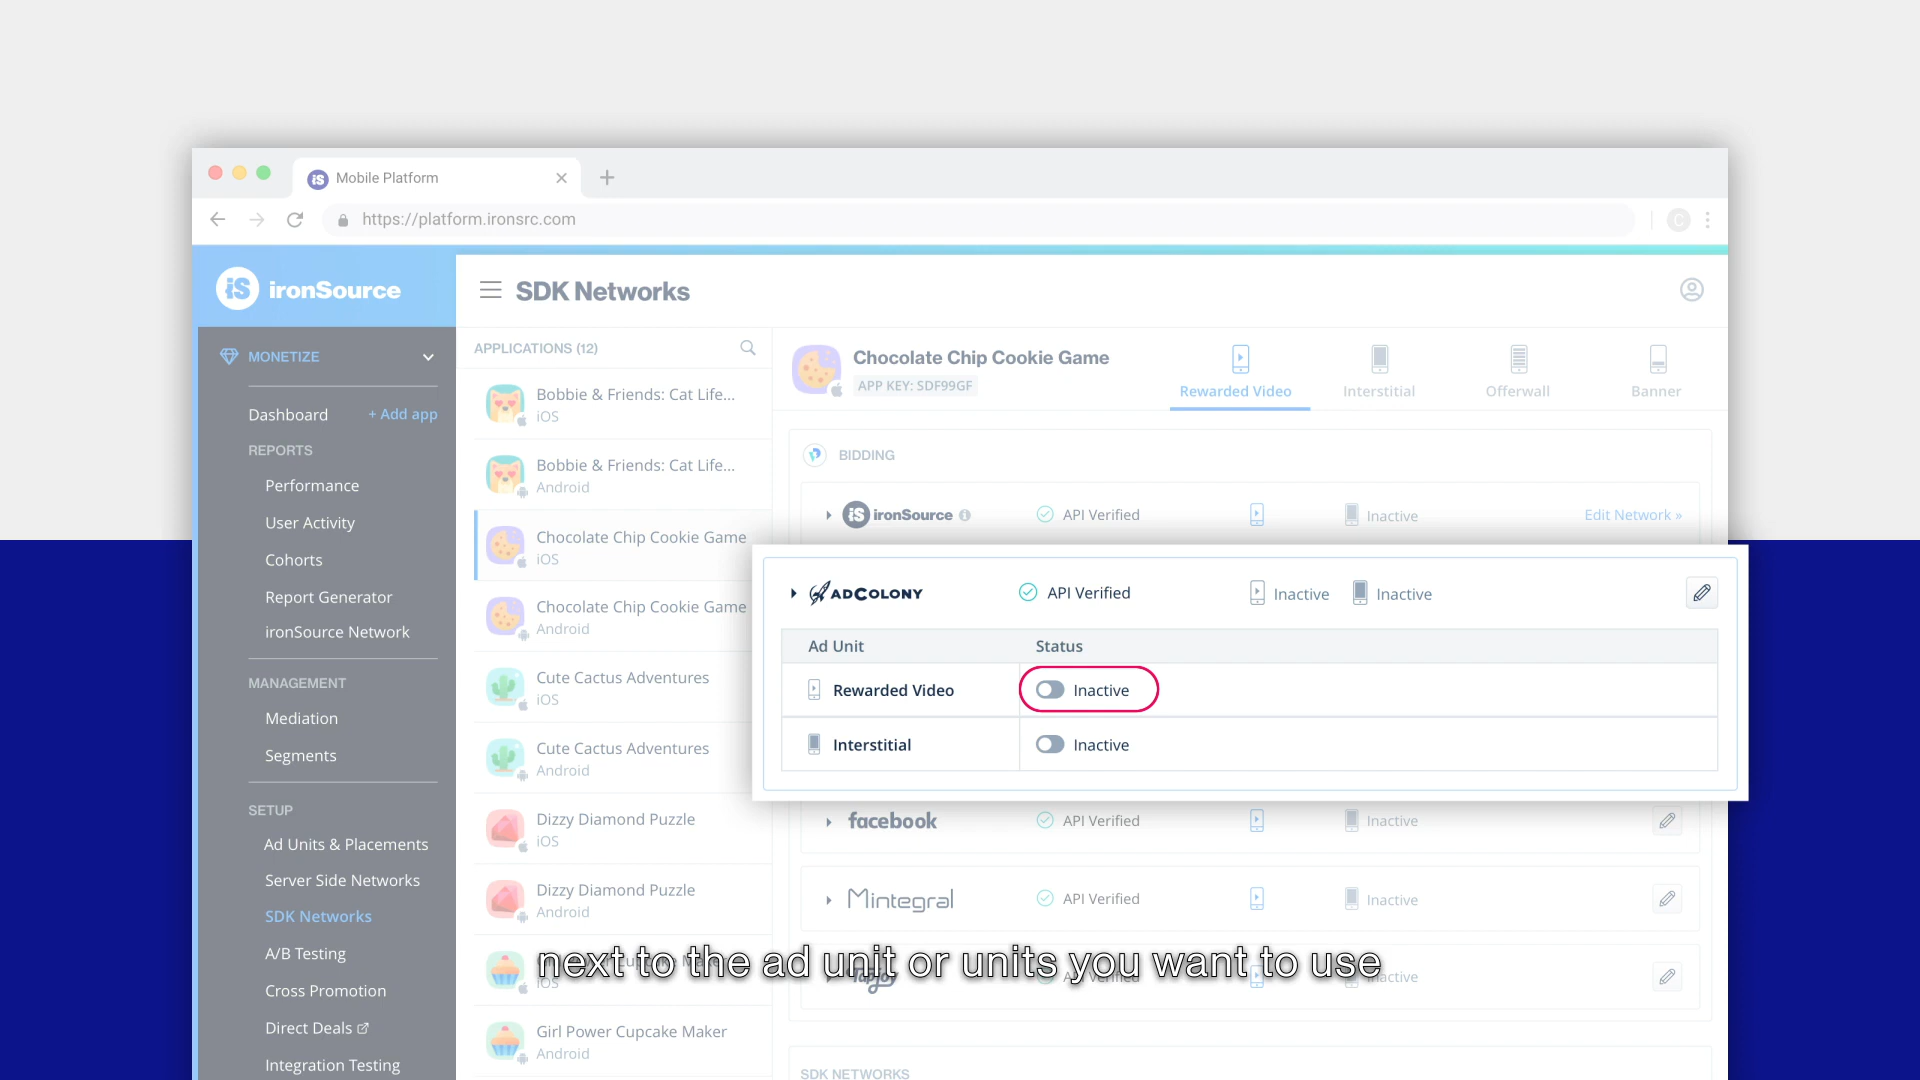 Mobile Platform
https://platform.ironsrc.com
C
iS ironSource
SDK Networks
MONETIZE
Dashboard + Add app
REPORTS
Performance
User Activity
Cohorts
Report Generator
ironSource Network
MANAGEMENT
Mediation
Segments
SETUP
Ad Units & Placements
Server Side Networks
SDK Networks
A/B Testing
Cross Promotion
Direct Deals
Integration Testing
APPLICATIONS (12)
Bobbie & Friends: Cat Life...
iOS
Bobbie & Friends: Cat Life...
Android
Chocolate Chip Cookie Game
iOS
Chocolate Chip Cookie Game
Android
Cute Cactus Adventures
iOS
Cute Cactus Adventures
Android
Dizzy Diamond Puzzle
iOS
Dizzy Diamond Puzzle
Android
iOS
Girl Power Cupcake Maker
Android
Chocolate Chip Cookie Game
APP KEY: SDF99GF
Rewarded Video Interstitial Offerwall Banner
BIDDING
iS ironSource API Verified Inactive Edit Network »
ADCOLONY API Verified Inactive Inactive
Ad Unit Status
Rewarded Video Inactive
Interstitial Inactive
facebook API Verified Inactive
Mintegral API Verified Inactive
Tapjoy API Verified Inactive
next to the ad unit or units you want to use
SDK NETWORKS